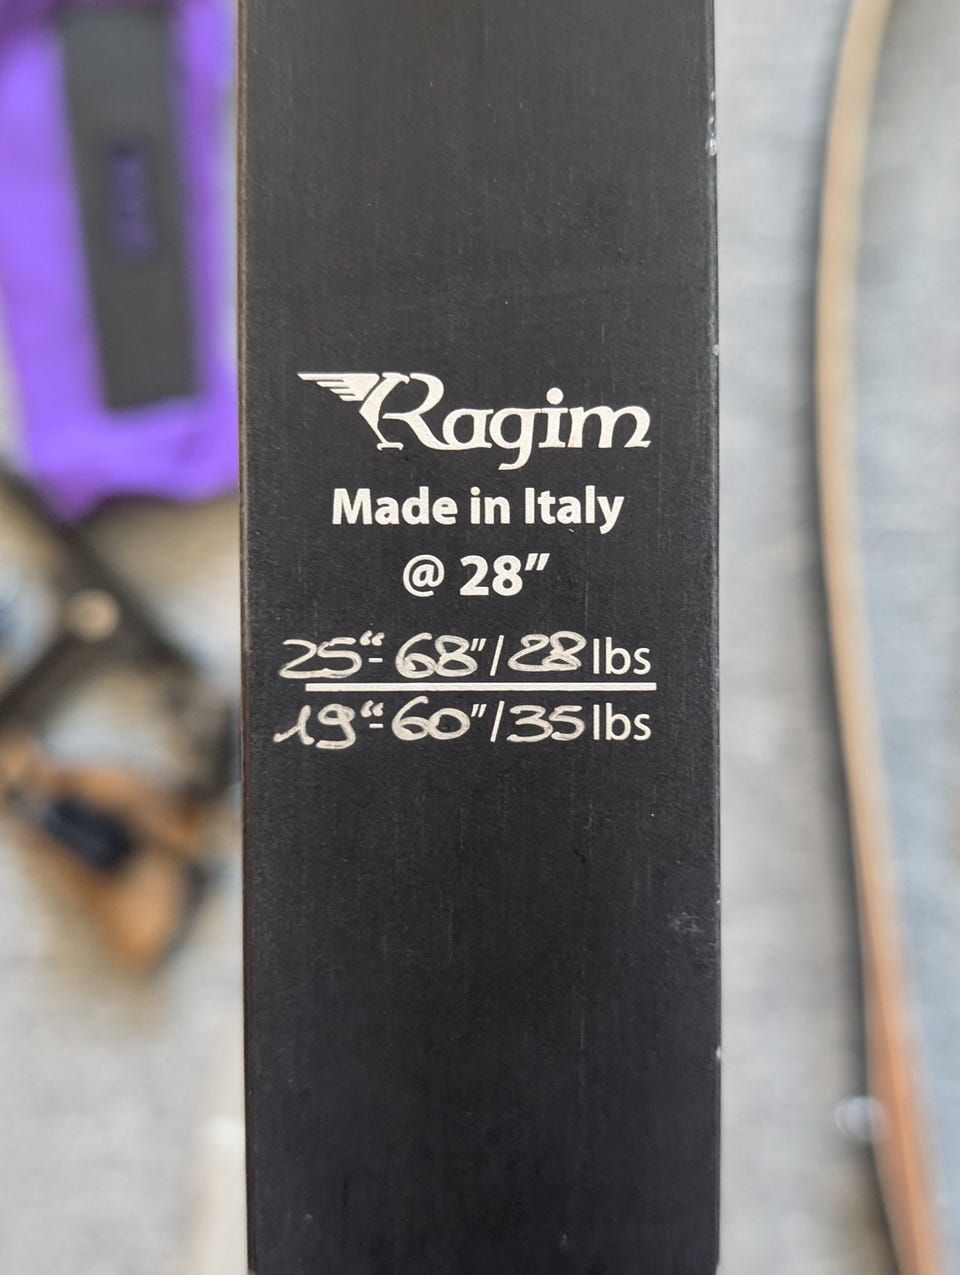 Ragim
Made in Italy
@ 28”
25“- 68”/28 lbs
19“- 60”/35 lbs